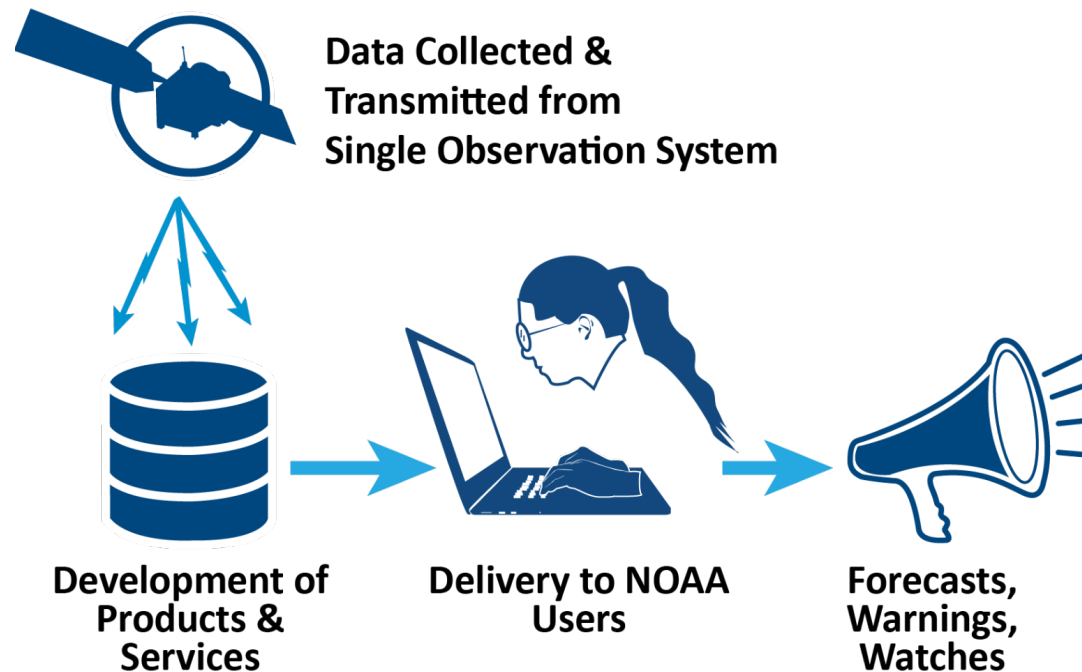 Data Collected &
Transmitted from
Single Observation System
Development of
Products &
Services
Delivery to NOAA
Users
Forecasts,
Warnings,
Watches